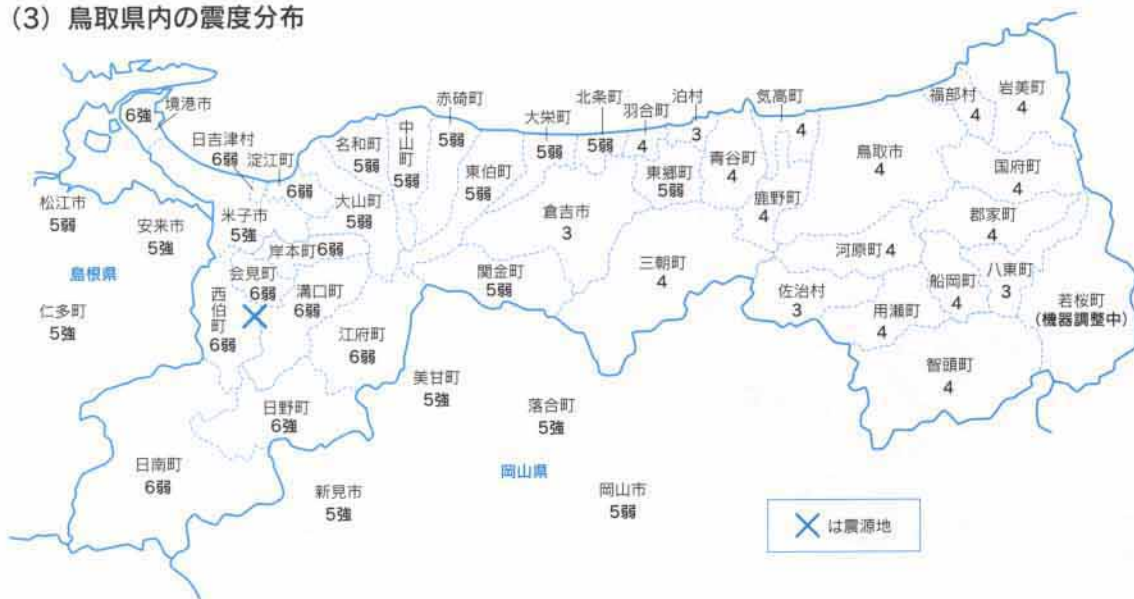 (3) 鳥取県内の震度分布
境港市
6強
日吉津村
6弱
淀江町
6弱
名和町
5弱
中山町
5弱
赤碕町
5弱
東伯町
5弱
大栄町
5弱
北条町
5弱
羽合町
4
泊村
3
東郷町
5弱
青谷町
4
気高町
4
鹿野町
4
鳥取市
4
福部村
4
岩美町
4
国府町
4
郡家町
4
河原町4
船岡町
4
八東町
3
若桜町
(機器調整中)
用瀬町
4
佐治村
3
智頭町
4
三朝町
4
倉吉市
3
関金町
5弱
大山町
5弱
米子市
5強
岸本町6弱
会見町
6弱
溝口町
6弱
西伯町
6弱
江府町
6弱
日野町
6強
日南町
6弱
松江市
5弱
安来市
5強
島根県
仁多町
5強
美甘町
5強
落合町
5強
岡山県
新見市
5強
岡山市
5弱
×は震源地